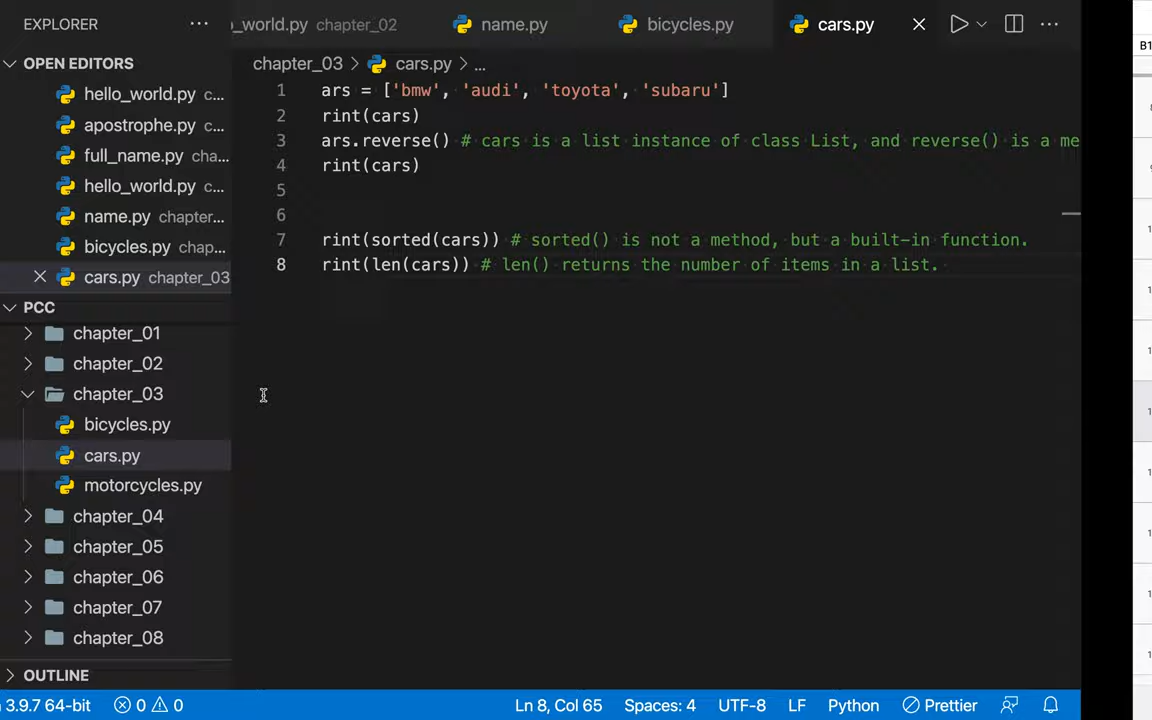 EXPLORER ...
o_world.py chapter_02 name.py bicycles.py cars.py
OPEN EDITORS
hello_world.py c...
apostrophe.py c...
full_name.py cha...
hello_world.py c...
name.py chapter...
bicycles.py chap...
cars.py chapter_03
PCC
chapter_01
chapter_02
chapter_03
bicycles.py
cars.py
motorcycles.py
chapter_04
chapter_05
chapter_06
chapter_07
chapter_08
OUTLINE
chapter_03 > cars.py > ...
1 ars = ['bmw', 'audi', 'toyota', 'subaru']
2 rint(cars)
3 ars.reverse() # cars is a list instance of class List, and reverse() is a me
4 rint(cars)
5
6
7 rint(sorted(cars)) # sorted() is not a method, but a built-in function.
8 rint(len(cars)) # len() returns the number of items in a list.
3.9.7 64-bit 0 0 Ln 8, Col 65 Spaces: 4 UTF-8 LF Python Prettier
B1